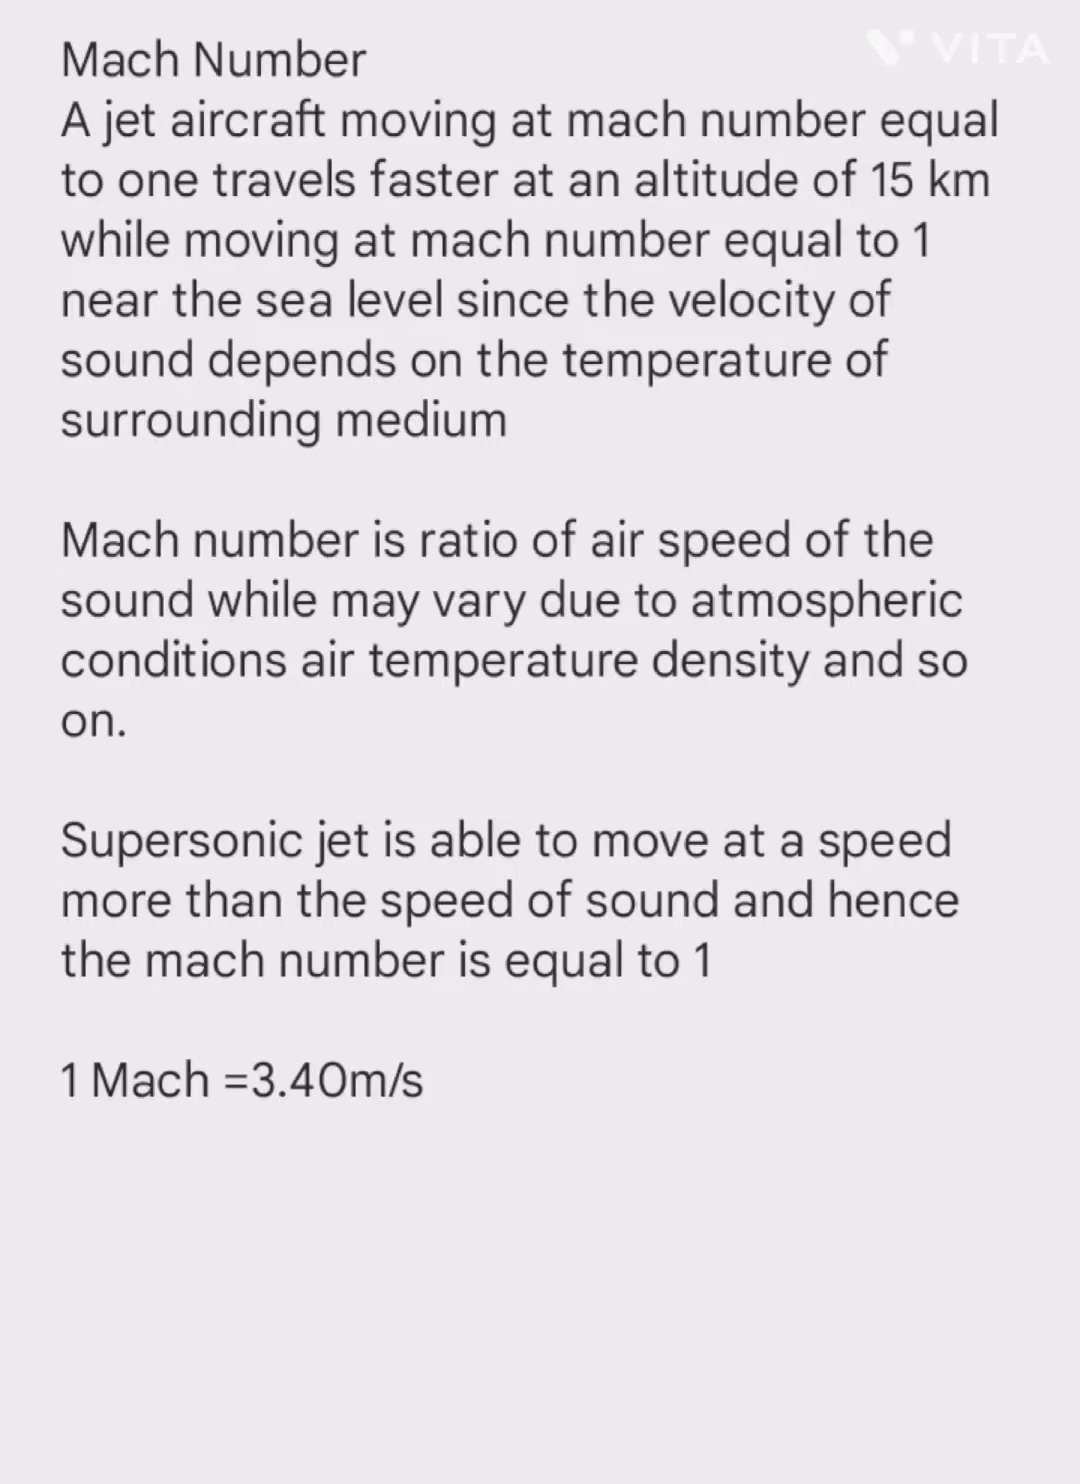 VITA
Mach Number
A jet aircraft moving at mach number equal
to one travels faster at an altitude of 15 km
while moving at mach number equal to 1
near the sea level since the velocity of
sound depends on the temperature of
surrounding medium
Mach number is ratio of air speed of the
sound while may vary due to atmospheric
conditions air temperature density and so
on.
Supersonic jet is able to move at a speed
more than the speed of sound and hence
the mach number is equal to 1
1 Mach =3.40m/s